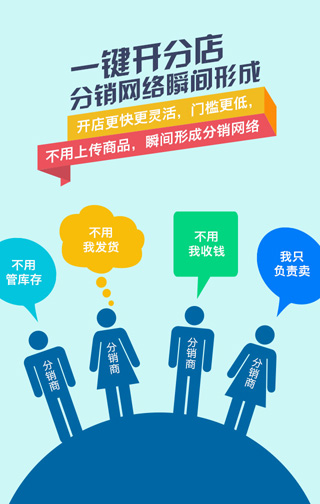 一键开分店
分销网络瞬间形成
开店更快更灵活，门槛更低，
不用上传商品，瞬间形成分销网络
不用
管库存
不用
我发货
不用
我收钱
我只
负责卖
分销商
分销商
分销商
分销商